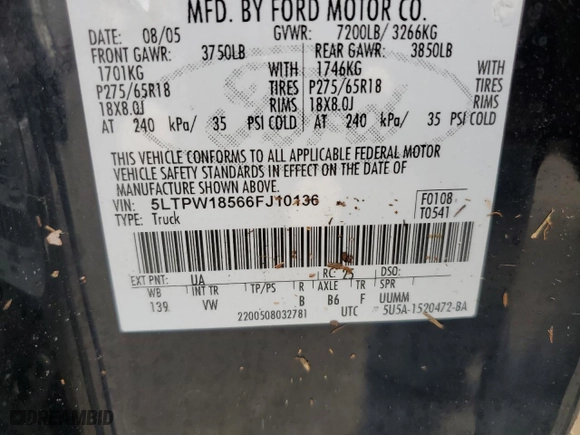 MFD. BY FORD MOTOR CO.
DATE: 08/05 GVWR: 7200LB/ 3266KG
FRONT GAWR: 3750LB REAR GAWR: 3850LB
1701KG WITH 1746KG WITH
P275/65R18 TIRES P275/65R18 TIRES
18X8.0J RIMS 18X8.0J RIMS
AT 240 kPa/ 35 PSI COLD AT 240 kPa/ 35 PSI COLD
Ford
THIS VEHICLE CONFORMS TO ALL APPLICABLE FEDERAL MOTOR
VEHICLE SAFETY STANDARDS IN EFFECT ON THE DATE OF
MANUFACTURE SHOWN ABOVE.
VIN: 5LTPW18566FJ10136 F0108
TYPE: Truck T0541
EXT PNT: UA RC: 75 DSO:
WB INT TR TP/PS R AXLE TR SPR
139 VW B B6 F UUMM
2200508032781 UTC 5U5A-1520472-BA
DREAMBID